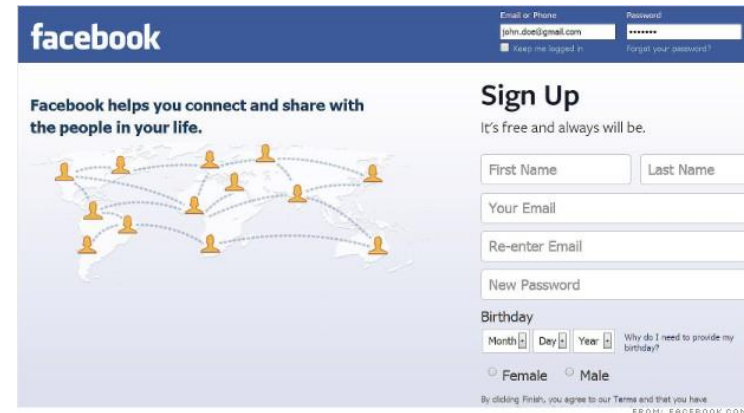 facebook
Email or Phone
Password
john.doe@gmail.com
•••••••
Keep me logged in
Forgot your password?
Facebook helps you connect and share with
the people in your life.
Sign Up
It's free and always will be.
First Name
Last Name
Your Email
Re-enter Email
New Password
Birthday
Month
Day
Year
Why do I need to provide my
birthday?
Female
Male
By clicking Finish, you agree to our Terms and that you have
FROM: FACEBOOK.COM